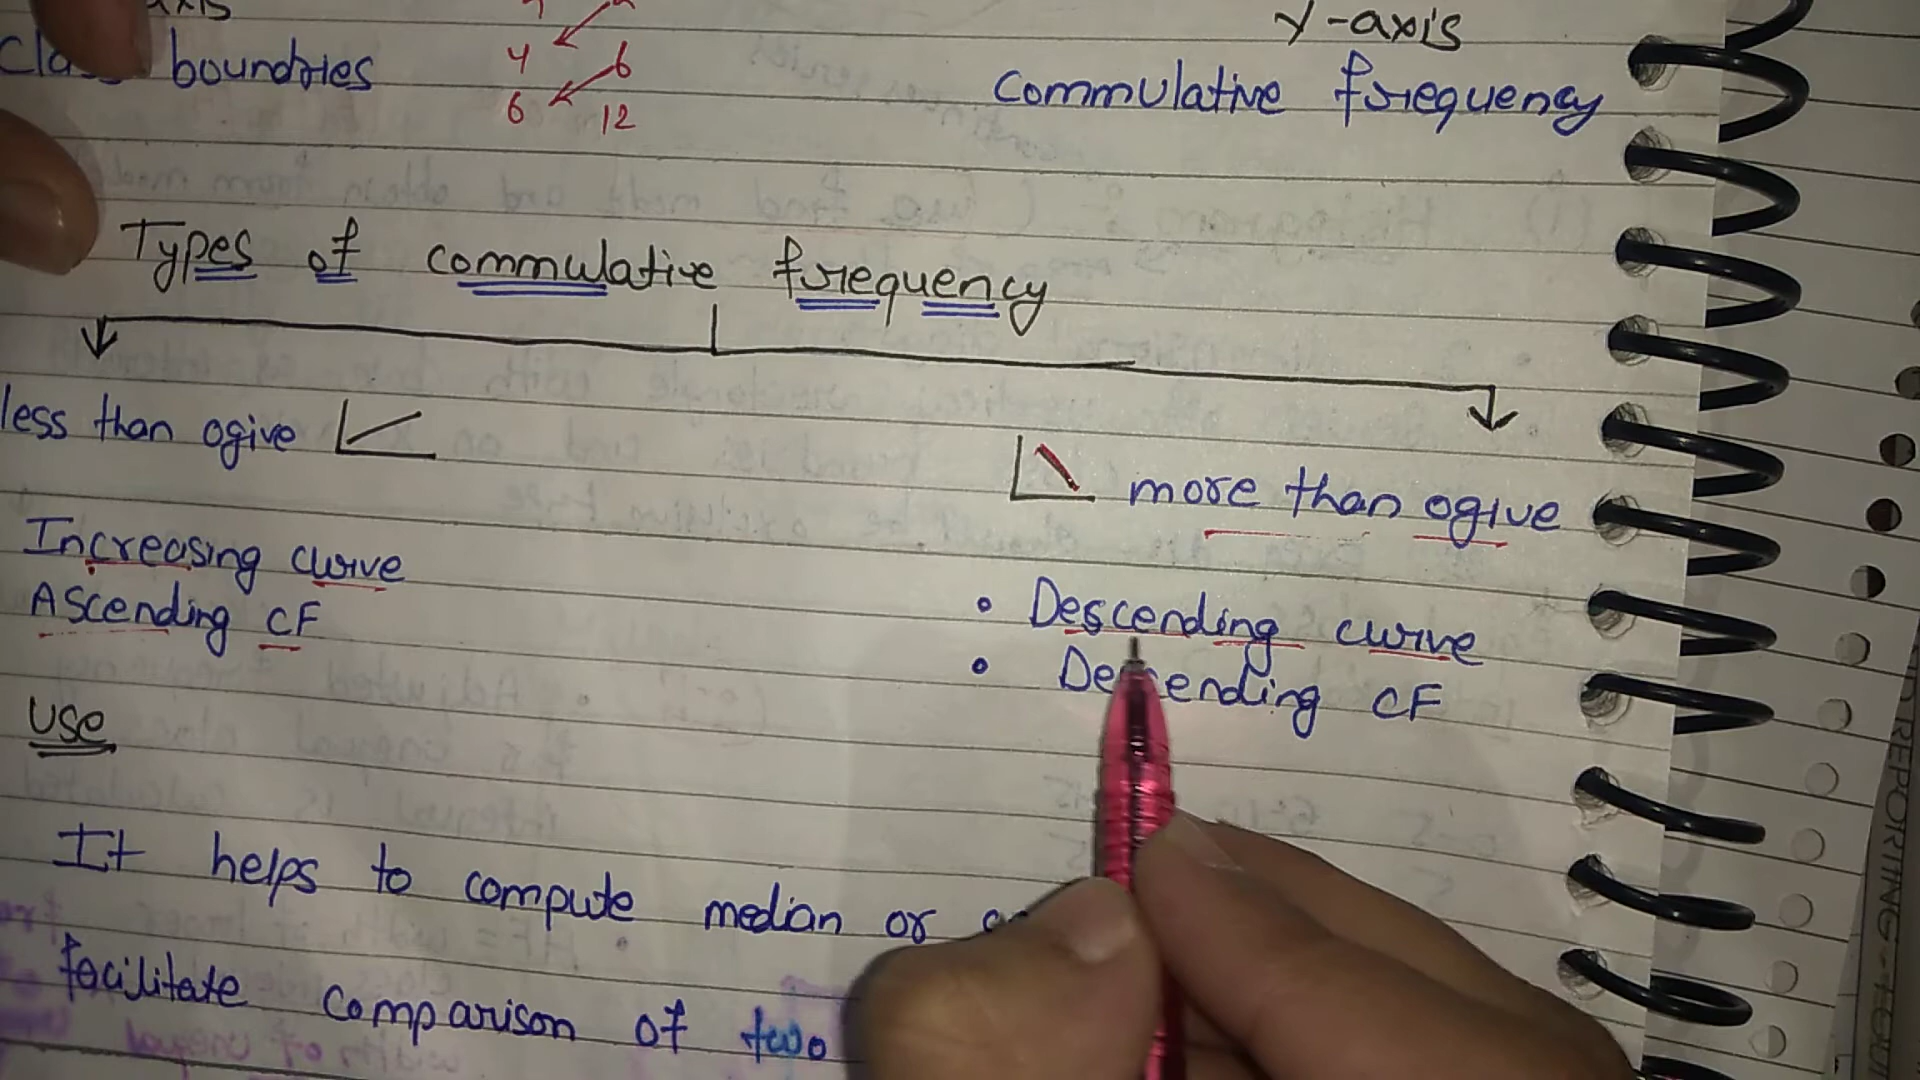 y-axis
boundries
4 6
6 12
Commulative frequency
Types of commulative frequency
less than ogive
more than ogive
Increasing curve
Ascending CF
• Descending curve
• Descending CF
Use
It helps to compute median or
facilitate comparison of two